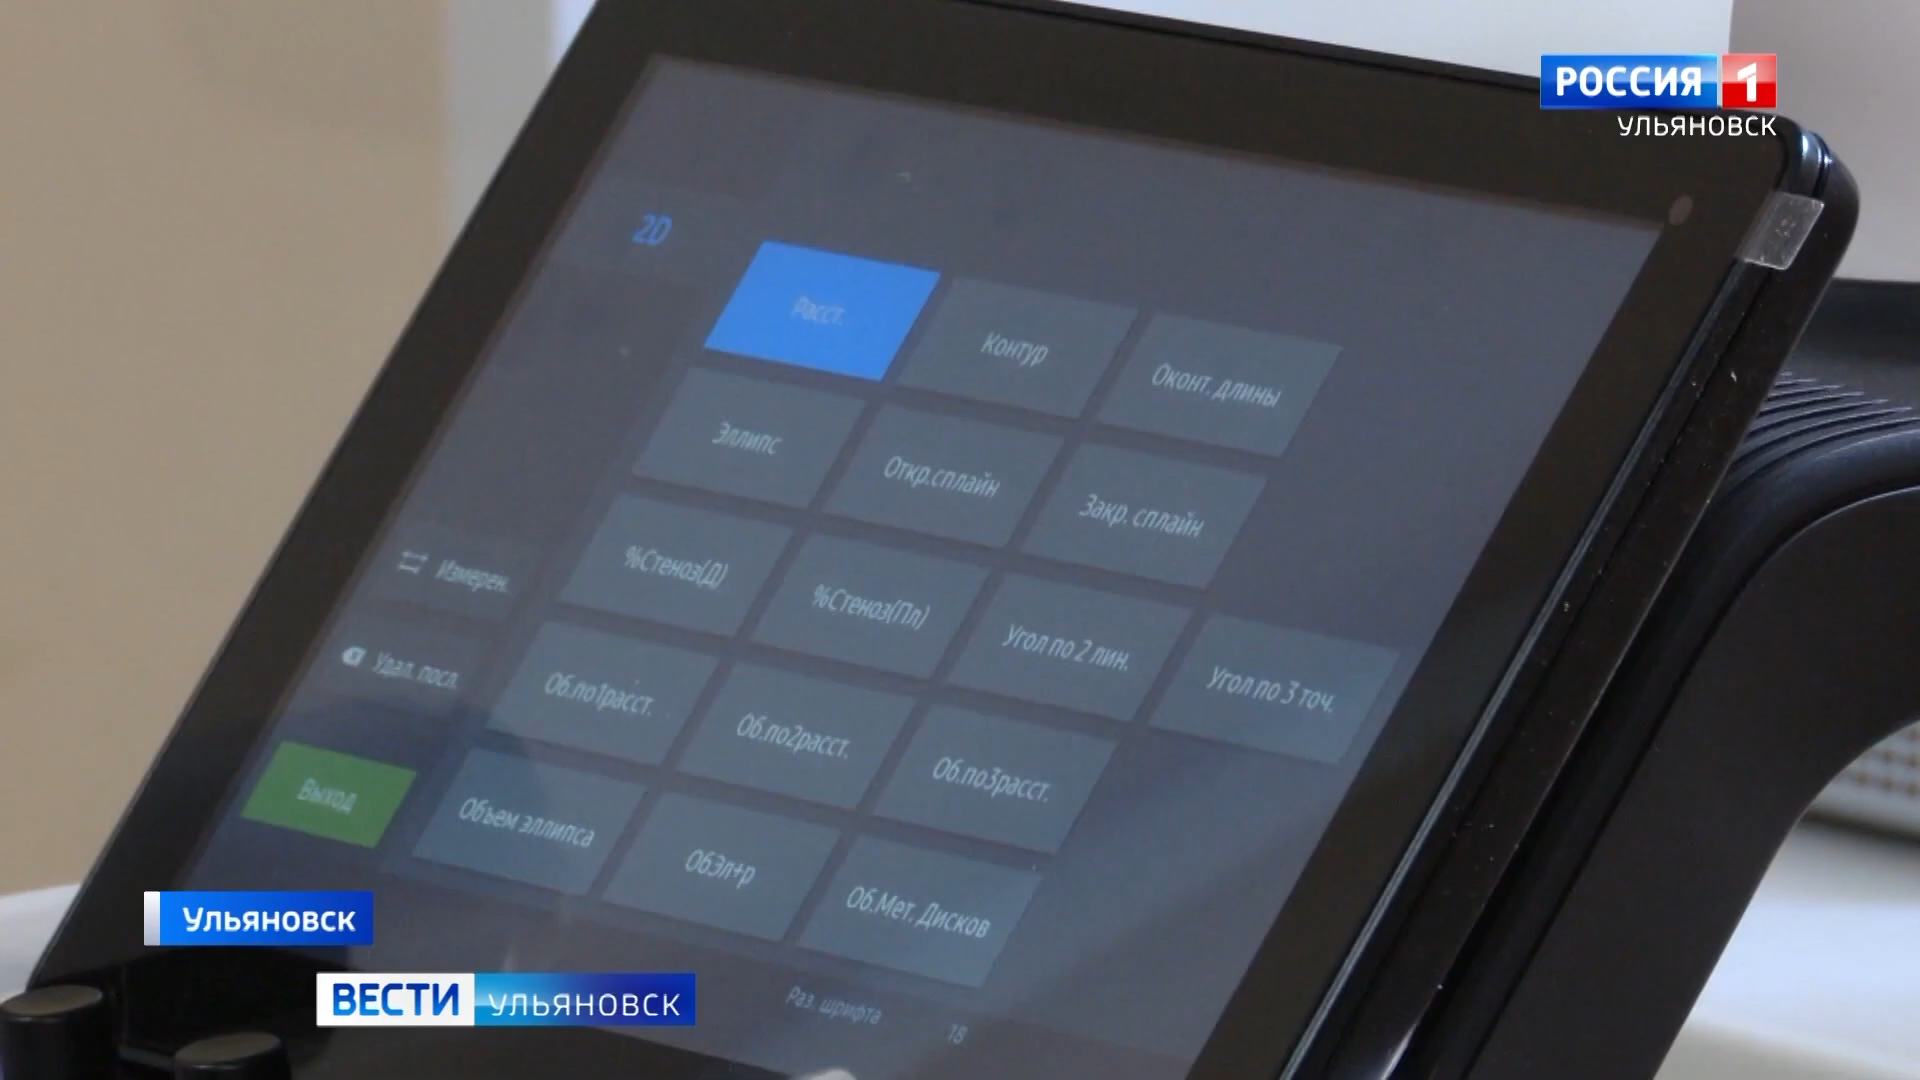 РОССИЯ 1
УЛЬЯНОВСК
2D
Расст.
Контур
Оконт. длины
Эллипс
Откр.сплайн
Закр. сплайн
Измерен.
%Стеноз(Д)
%Стеноз(Пл)
Угол по 2 лин.
Угол по 3 точ.
Удал. посл.
Об.по1расст.
Об.по2расст.
Об.по3расст.
Выход
Объем эллипса
ОбЭл+р
Об.Мет. Дисков
Раз. шрифта 18
Ульяновск
ВЕСТИ УЛЬЯНОВСК